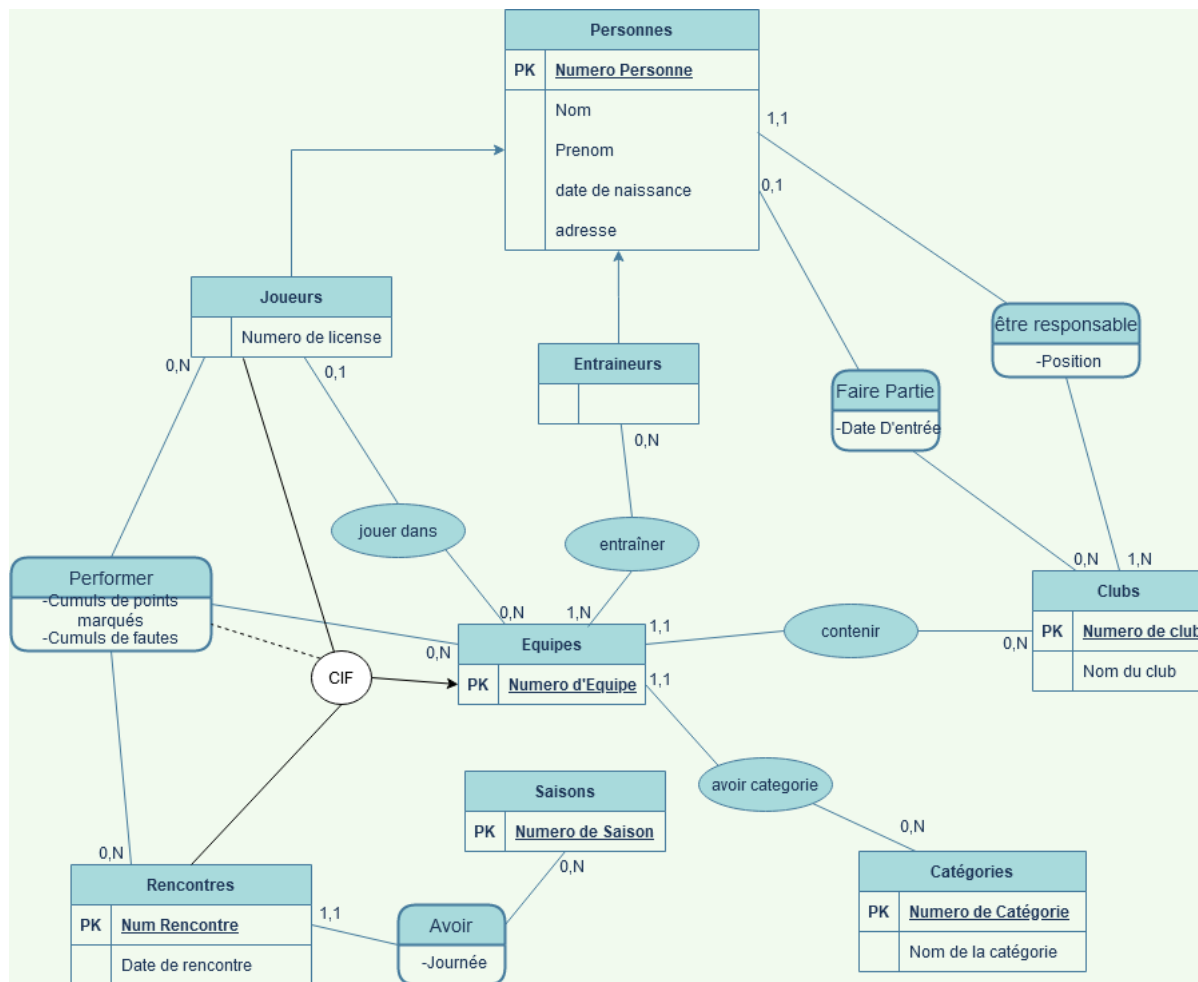 Personnes
PK Numero Personne
Nom
Prenom
date de naissance
adresse
1,1
0,1
Joueurs
Numero de license
0,N
0,1
Entraineurs
0,N
être responsable
-Position
Faire Partie
-Date D'entrée
jouer dans
entraîner
Performer
-Cumuls de points
marqués
-Cumuls de fautes
0,N
1,N
Clubs
PK Numero de club
Nom du club
0,N
1,N
1,1
contenir
0,N
0,N
Equipes
PK Numero d'Equipe
1,1
CIF
avoir categorie
Saisons
PK Numero de Saison
0,N
0,N
0,N
Rencontres
PK Num Rencontre
Date de rencontre
1,1
Avoir
-Journée
Catégories
PK Numero de Catégorie
Nom de la catégorie